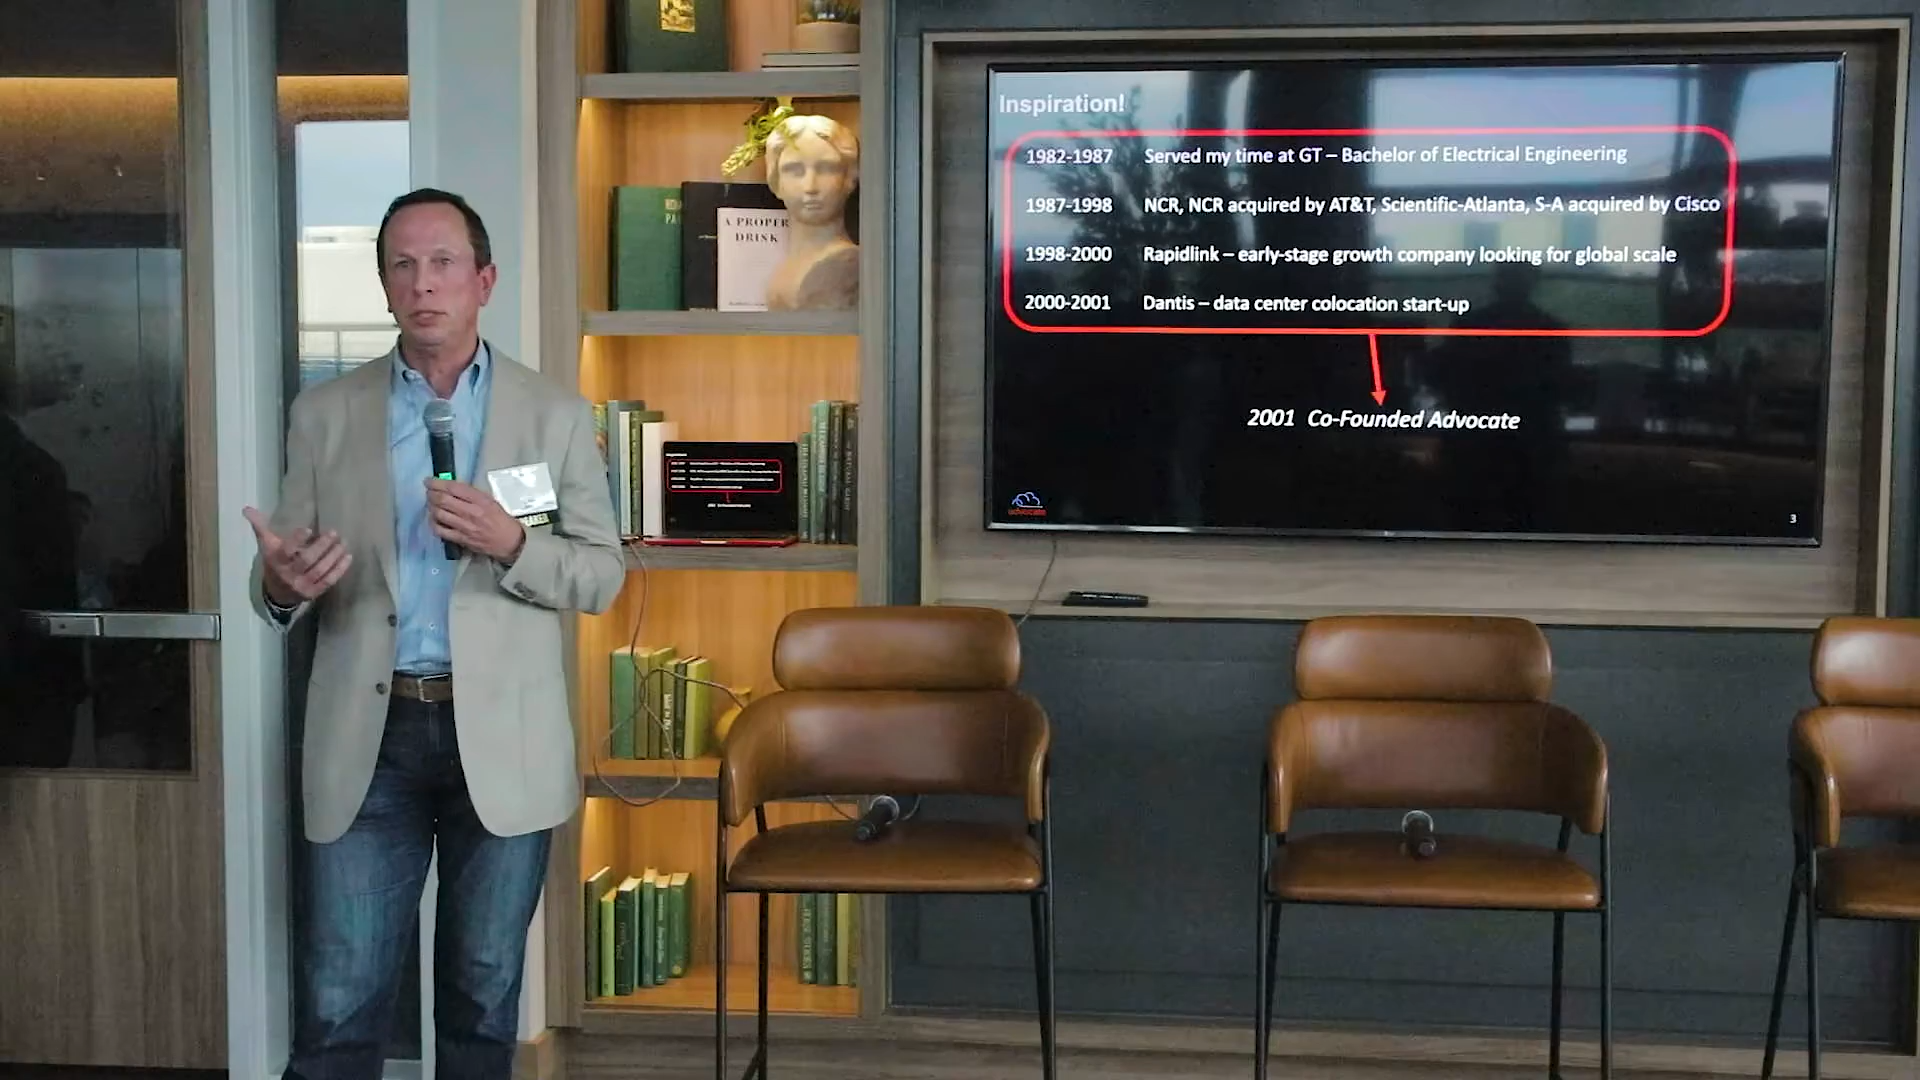 Inspiration!
1982-1987 Served my time at GT – Bachelor of Electrical Engineering
1987-1998 NCR, NCR acquired by AT&T, Scientific-Atlanta, S-A acquired by Cisco
1998-2000 Rapidlink – early-stage growth company looking for global scale
2000-2001 Dantis – data center colocation start-up
2001 Co-Founded Advocate
advocate
3
A PROPER
DRINK